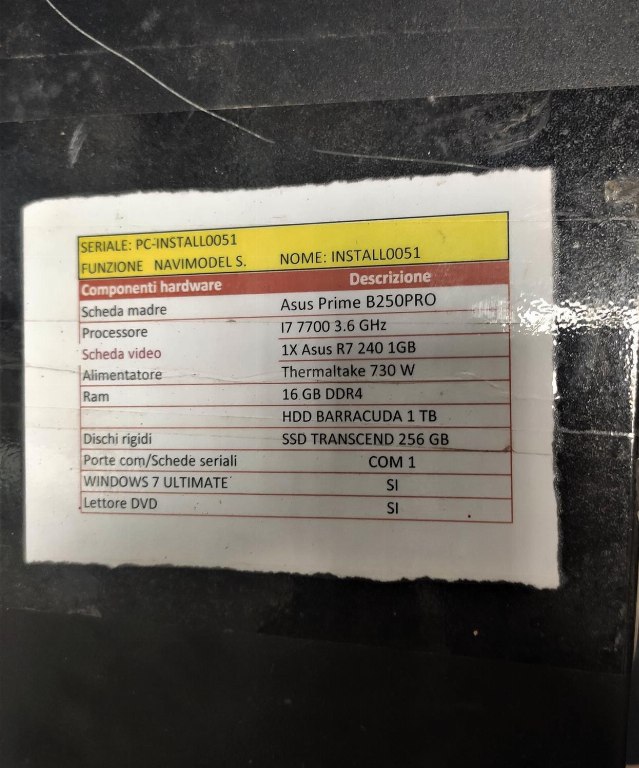 SERIALE: PC-INSTALL0051
FUNZIONE NAVIMODEL S. NOME: INSTALL0051
Componenti hardware Descrizione
Scheda madre Asus Prime B250PRO
Processore I7 7700 3.6 GHz
Scheda video 1X Asus R7 240 1GB
Alimentatore Thermaltake 730 W
Ram 16 GB DDR4
HDD BARRACUDA 1 TB
Dischi rigidi SSD TRANSCEND 256 GB
Porte com/Schede seriali COM 1
WINDOWS 7 ULTIMATE SI
Lettore DVD SI